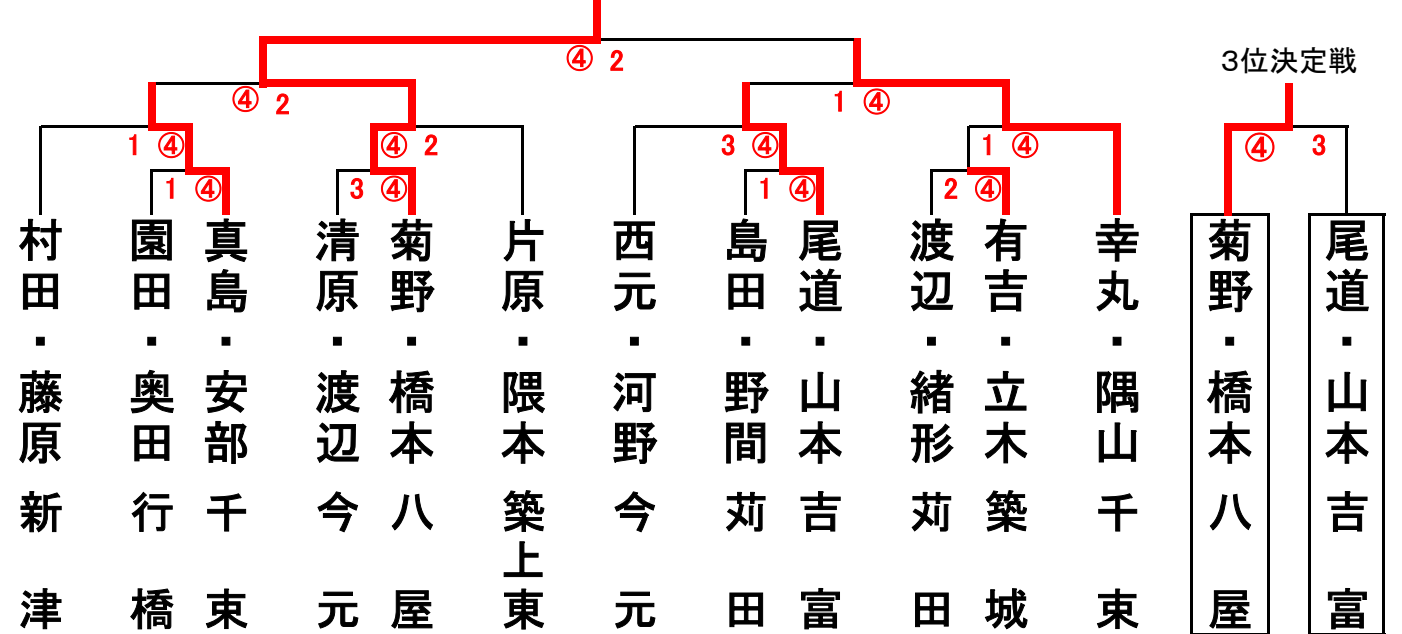 ④ 2
3位決定戦
④ 2
1 ④
1 ④
④ 2
3 ④
1 ④
④ 3
1 ④
3 ④
1 ④
2 ④
村田・藤原 新津
園田・奥田 行橋
真島・安部 千束
清原・渡辺 今元
菊野・橋本 八屋
片原・隈本 築上東
西元・河野 今元
島田・野間 苅田
尾道・山本 吉富
渡辺・緒形 苅田
有吉・立木 築城
幸丸・隅山 千束
菊野・橋本 八屋
尾道・山本 吉富